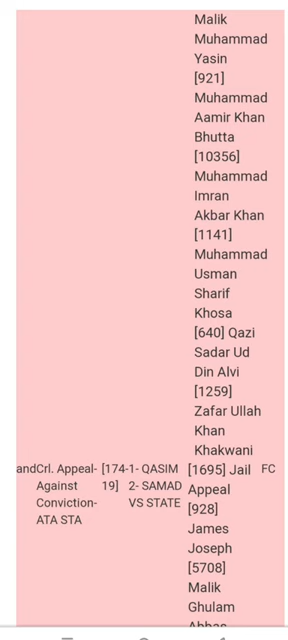 Malik
Muhammad
Yasin
[921]
Muhammad
Aamir Khan
Bhutta
[10356]
Muhammad
Imran
Akbar Khan
[1141]
Muhammad
Usman
Sharif
Khosa
[640] Qazi
Sadar Ud
Din Alvi
[1259]
Zafar Ullah
Khan
Khakwani
andCrl. Appeal- [174-1- QASIM [1695] Jail FC
Against 19] 2- SAMAD Appeal
Conviction- VS STATE [928]
ATA STA James
Joseph
[5708]
Malik
Ghulam
Abbas